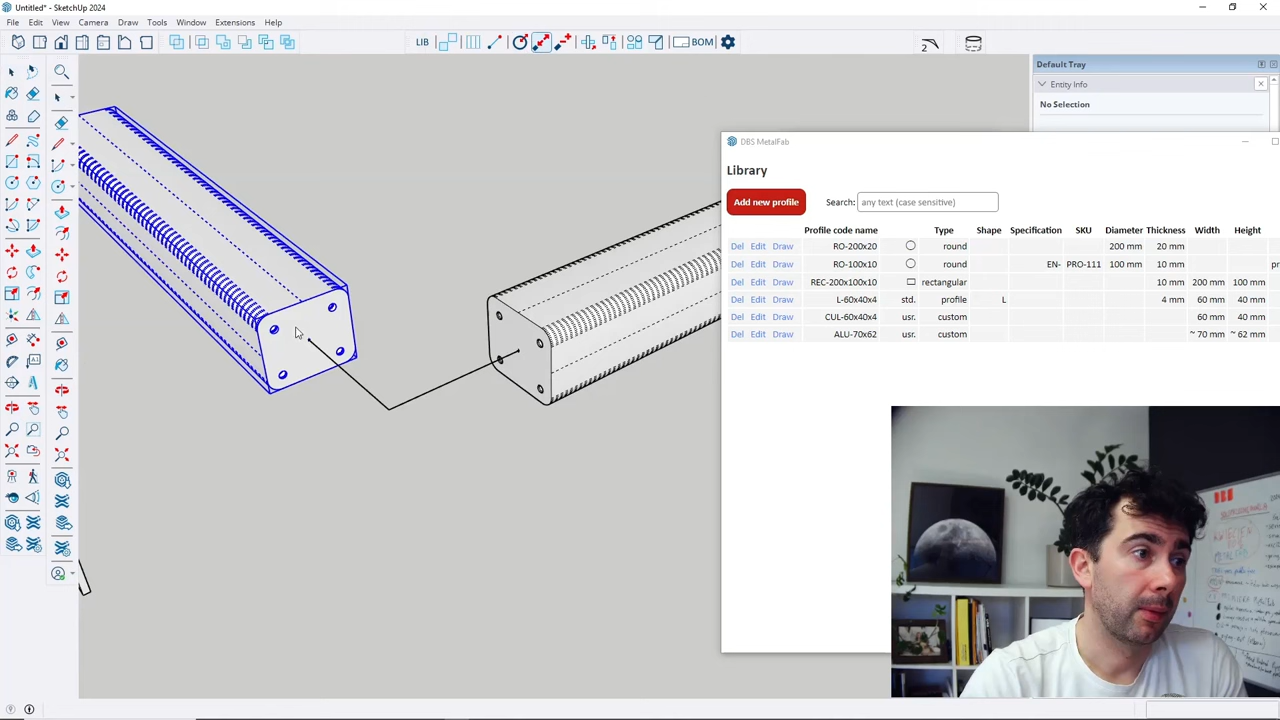 Untitled* - SketchUp 2024
File Edit View Camera Draw Tools Window Extensions Help
LIB BOM 2
Default Tray
Entity Info
No Selection
DBS MetalFab
Library
Add new profile Search: any text (case sensitive)
Profile code name Type Shape Specification SKU Diameter Thickness Width Height
Del Edit Draw RO-200x20 round 200 mm 20 mm
Del Edit Draw RO-100x10 round EN- PRO-111 100 mm 10 mm pr
Del Edit Draw REC-200x100x10 rectangular 10 mm 200 mm 100 mm
Del Edit Draw L-60x40x4 std. profile L 4 mm 60 mm 40 mm
Del Edit Draw CUL-60x40x4 usr. custom 60 mm 40 mm
Del Edit Draw ALU-70x62 usr. custom ~ 70 mm ~ 62 mm